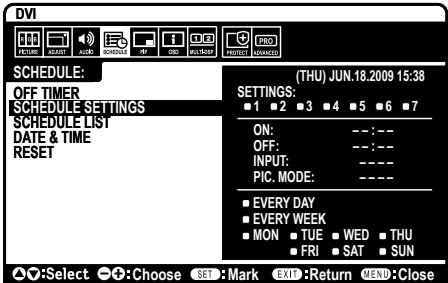 DVI
RGB
PICTURE ADJUST AUDIO SCHEDULE PIP OSD MULTI-DSP PROTECT ADVANCED
1 2
PRO
SCHEDULE:
OFF TIMER
SCHEDULE SETTINGS
SCHEDULE LIST
DATE & TIME
RESET
(THU) JUN.18.2009 15:38
SETTINGS:
1 2 3 4 5 6 7
ON: --:--
OFF: --:--
INPUT: ----
PIC. MODE: ----
EVERY DAY
EVERY WEEK
MON TUE WED THU
FRI SAT SUN
:Select :Choose SET:Mark EXIT:Return MENU:Close